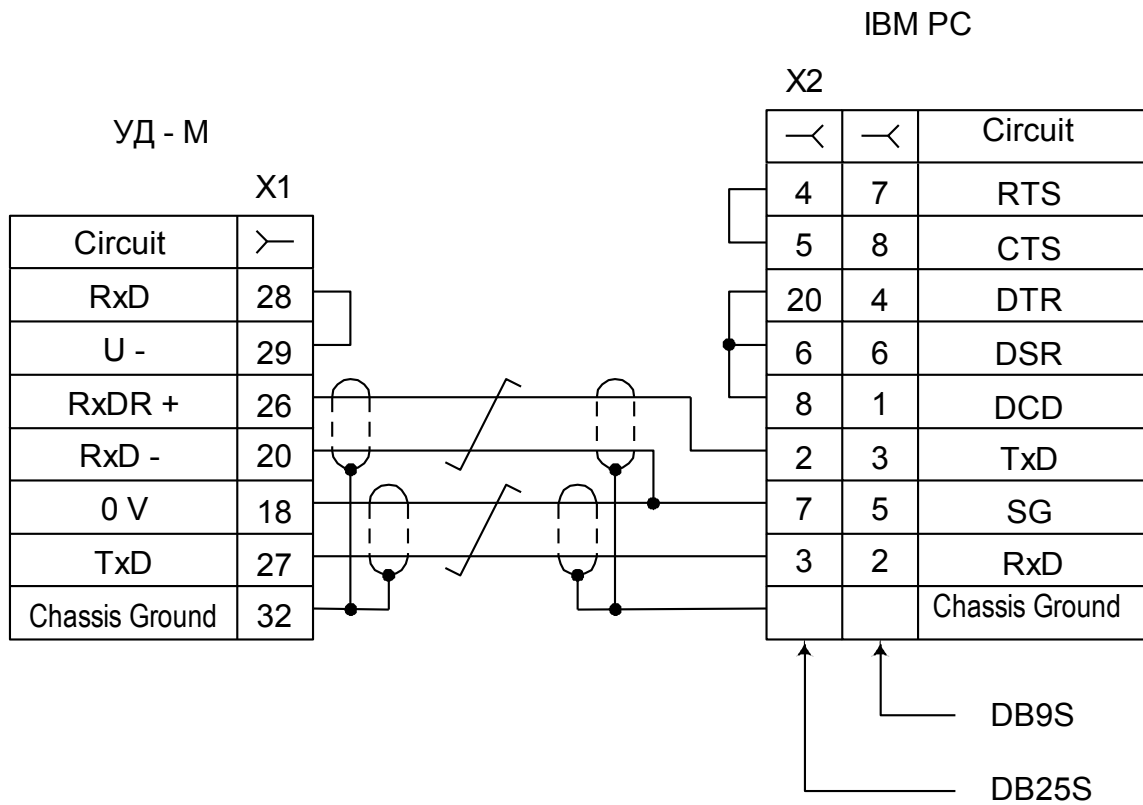 IBM PC
X2
УД - М
X1
Circuit
RTS
CTS
DTR
DSR
DCD
TxD
SG
RxD
Chassis Ground
4 7
5 8
20 4
6 6
8 1
2 3
7 5
3 2
Circuit
RxD 28
U - 29
RxDR + 26
RxD - 20
0 V 18
TxD 27
Chassis Ground 32
DB9S
DB25S